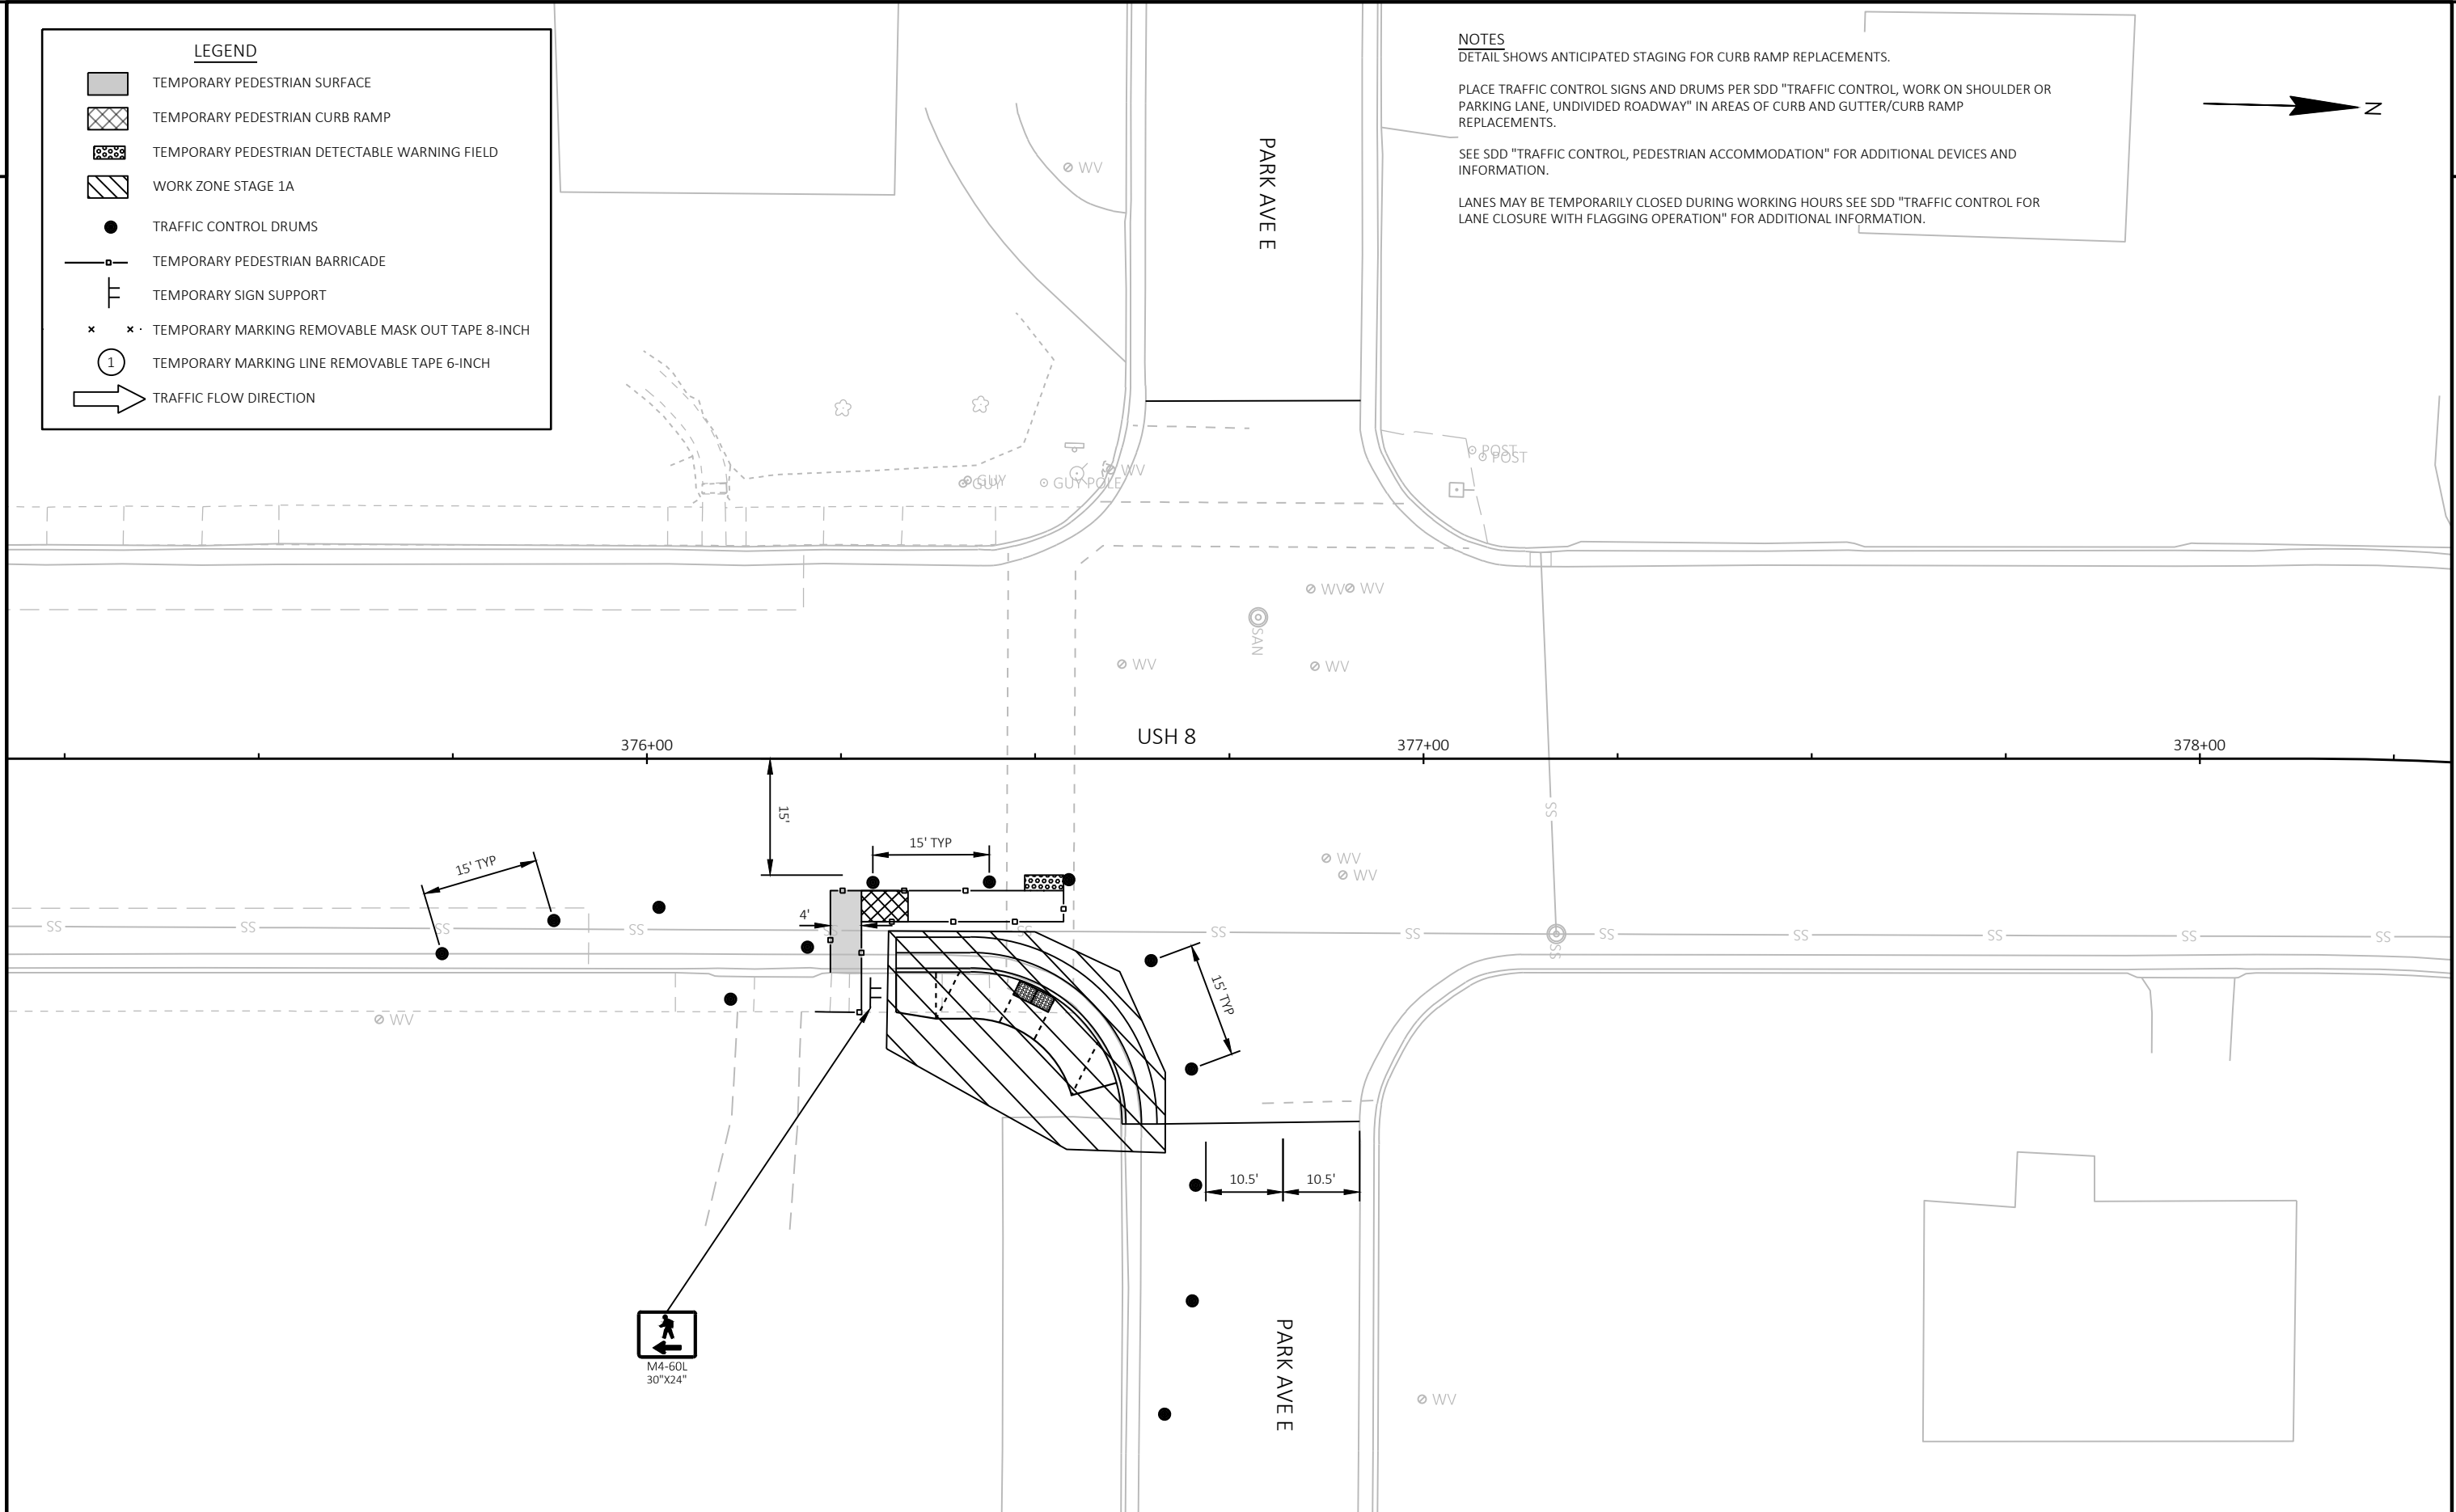 LEGEND
TEMPORARY PEDESTRIAN SURFACE
TEMPORARY PEDESTRIAN CURB RAMP
TEMPORARY PEDESTRIAN DETECTABLE WARNING FIELD
WORK ZONE STAGE 1A
TRAFFIC CONTROL DRUMS
TEMPORARY PEDESTRIAN BARRICADE
TEMPORARY SIGN SUPPORT
TEMPORARY MARKING REMOVABLE MASK OUT TAPE 8-INCH
1 TEMPORARY MARKING LINE REMOVABLE TAPE 6-INCH
TRAFFIC FLOW DIRECTION
NOTES
DETAIL SHOWS ANTICIPATED STAGING FOR CURB RAMP REPLACEMENTS.
PLACE TRAFFIC CONTROL SIGNS AND DRUMS PER SDD "TRAFFIC CONTROL, WORK ON SHOULDER OR
PARKING LANE, UNDIVIDED ROADWAY" IN AREAS OF CURB AND GUTTER/CURB RAMP
REPLACEMENTS.
SEE SDD "TRAFFIC CONTROL, PEDESTRIAN ACCOMMODATION" FOR ADDITIONAL DEVICES AND
INFORMATION.
LANES MAY BE TEMPORARILY CLOSED DURING WORKING HOURS SEE SDD "TRAFFIC CONTROL FOR
LANE CLOSURE WITH FLAGGING OPERATION" FOR ADDITIONAL INFORMATION.
N
PARK AVE E
WV
GUY
GUY
GUY POLE
WV
POST
POST
WV
WV
SAN
WV
WV
USH 8
376+00
377+00
378+00
15'
SS
15' TYP
15' TYP
WV
WV
4'
SS
SS
SS
SS
SS
SS
SS
SS
SS
SS
SS
SS
SS
SS
15' TYP
WV
10.5'
10.5'
M4-60L
30"X24"
PARK AVE E
WV